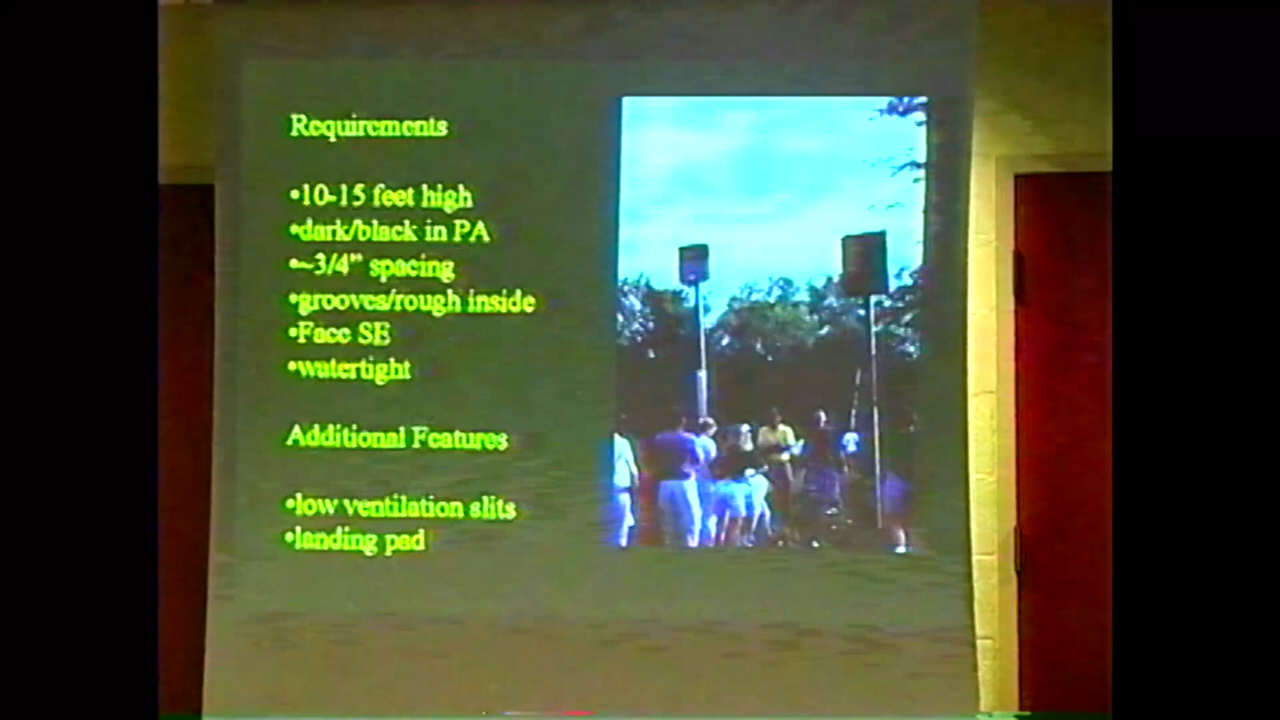 Requirements
•10-15 feet high
•dark/black in PA
•~3/4” spacing
•grooves/rough inside
•Face SE
•watertight
Additional Features
•low ventilation slits
•landing pad